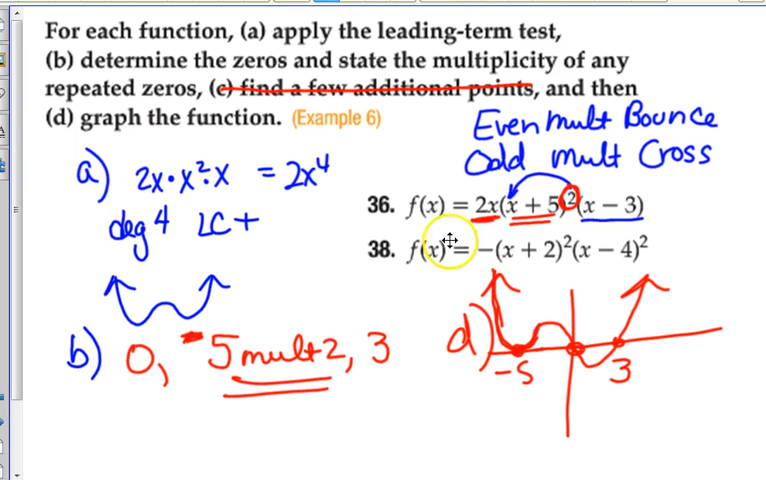 For each function, (a) apply the leading-term test,
(b) determine the zeros and state the multiplicity of any
repeated zeros, (c) find a few additional points, and then
(d) graph the function. (Example 6)
Even mult Bounce
Odd mult Cross
a) 2x·x²·x = 2x⁴
deg 4 LC +
36. f(x) = 2x(x + 5)²(x − 3)
38. f(x) = −(x + 2)²(x − 4)²
b) 0, -5 mult 2, 3
d)
-5
3